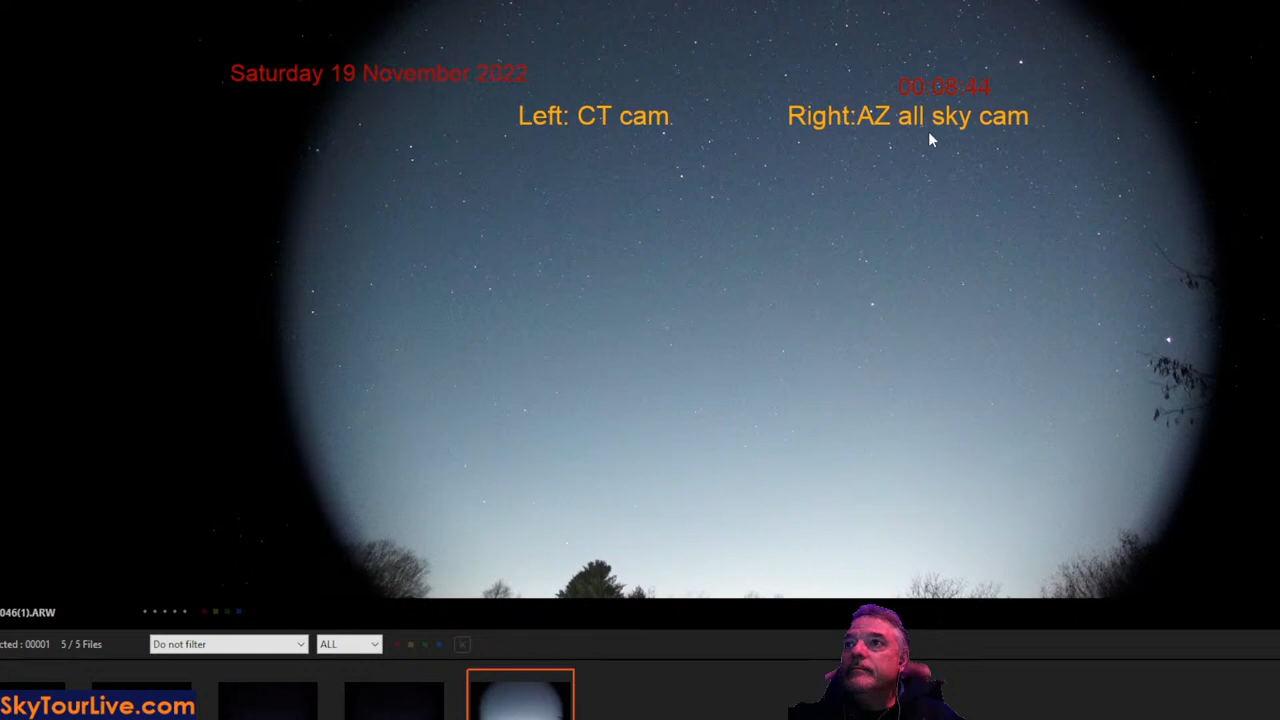 Saturday 19 November 2022
00:08:44
Left: CT cam
Right:AZ all sky cam
046(1).ARW
cted : 00001
5 / 5 Files
Do not filter
ALL
SkyTourLive.com